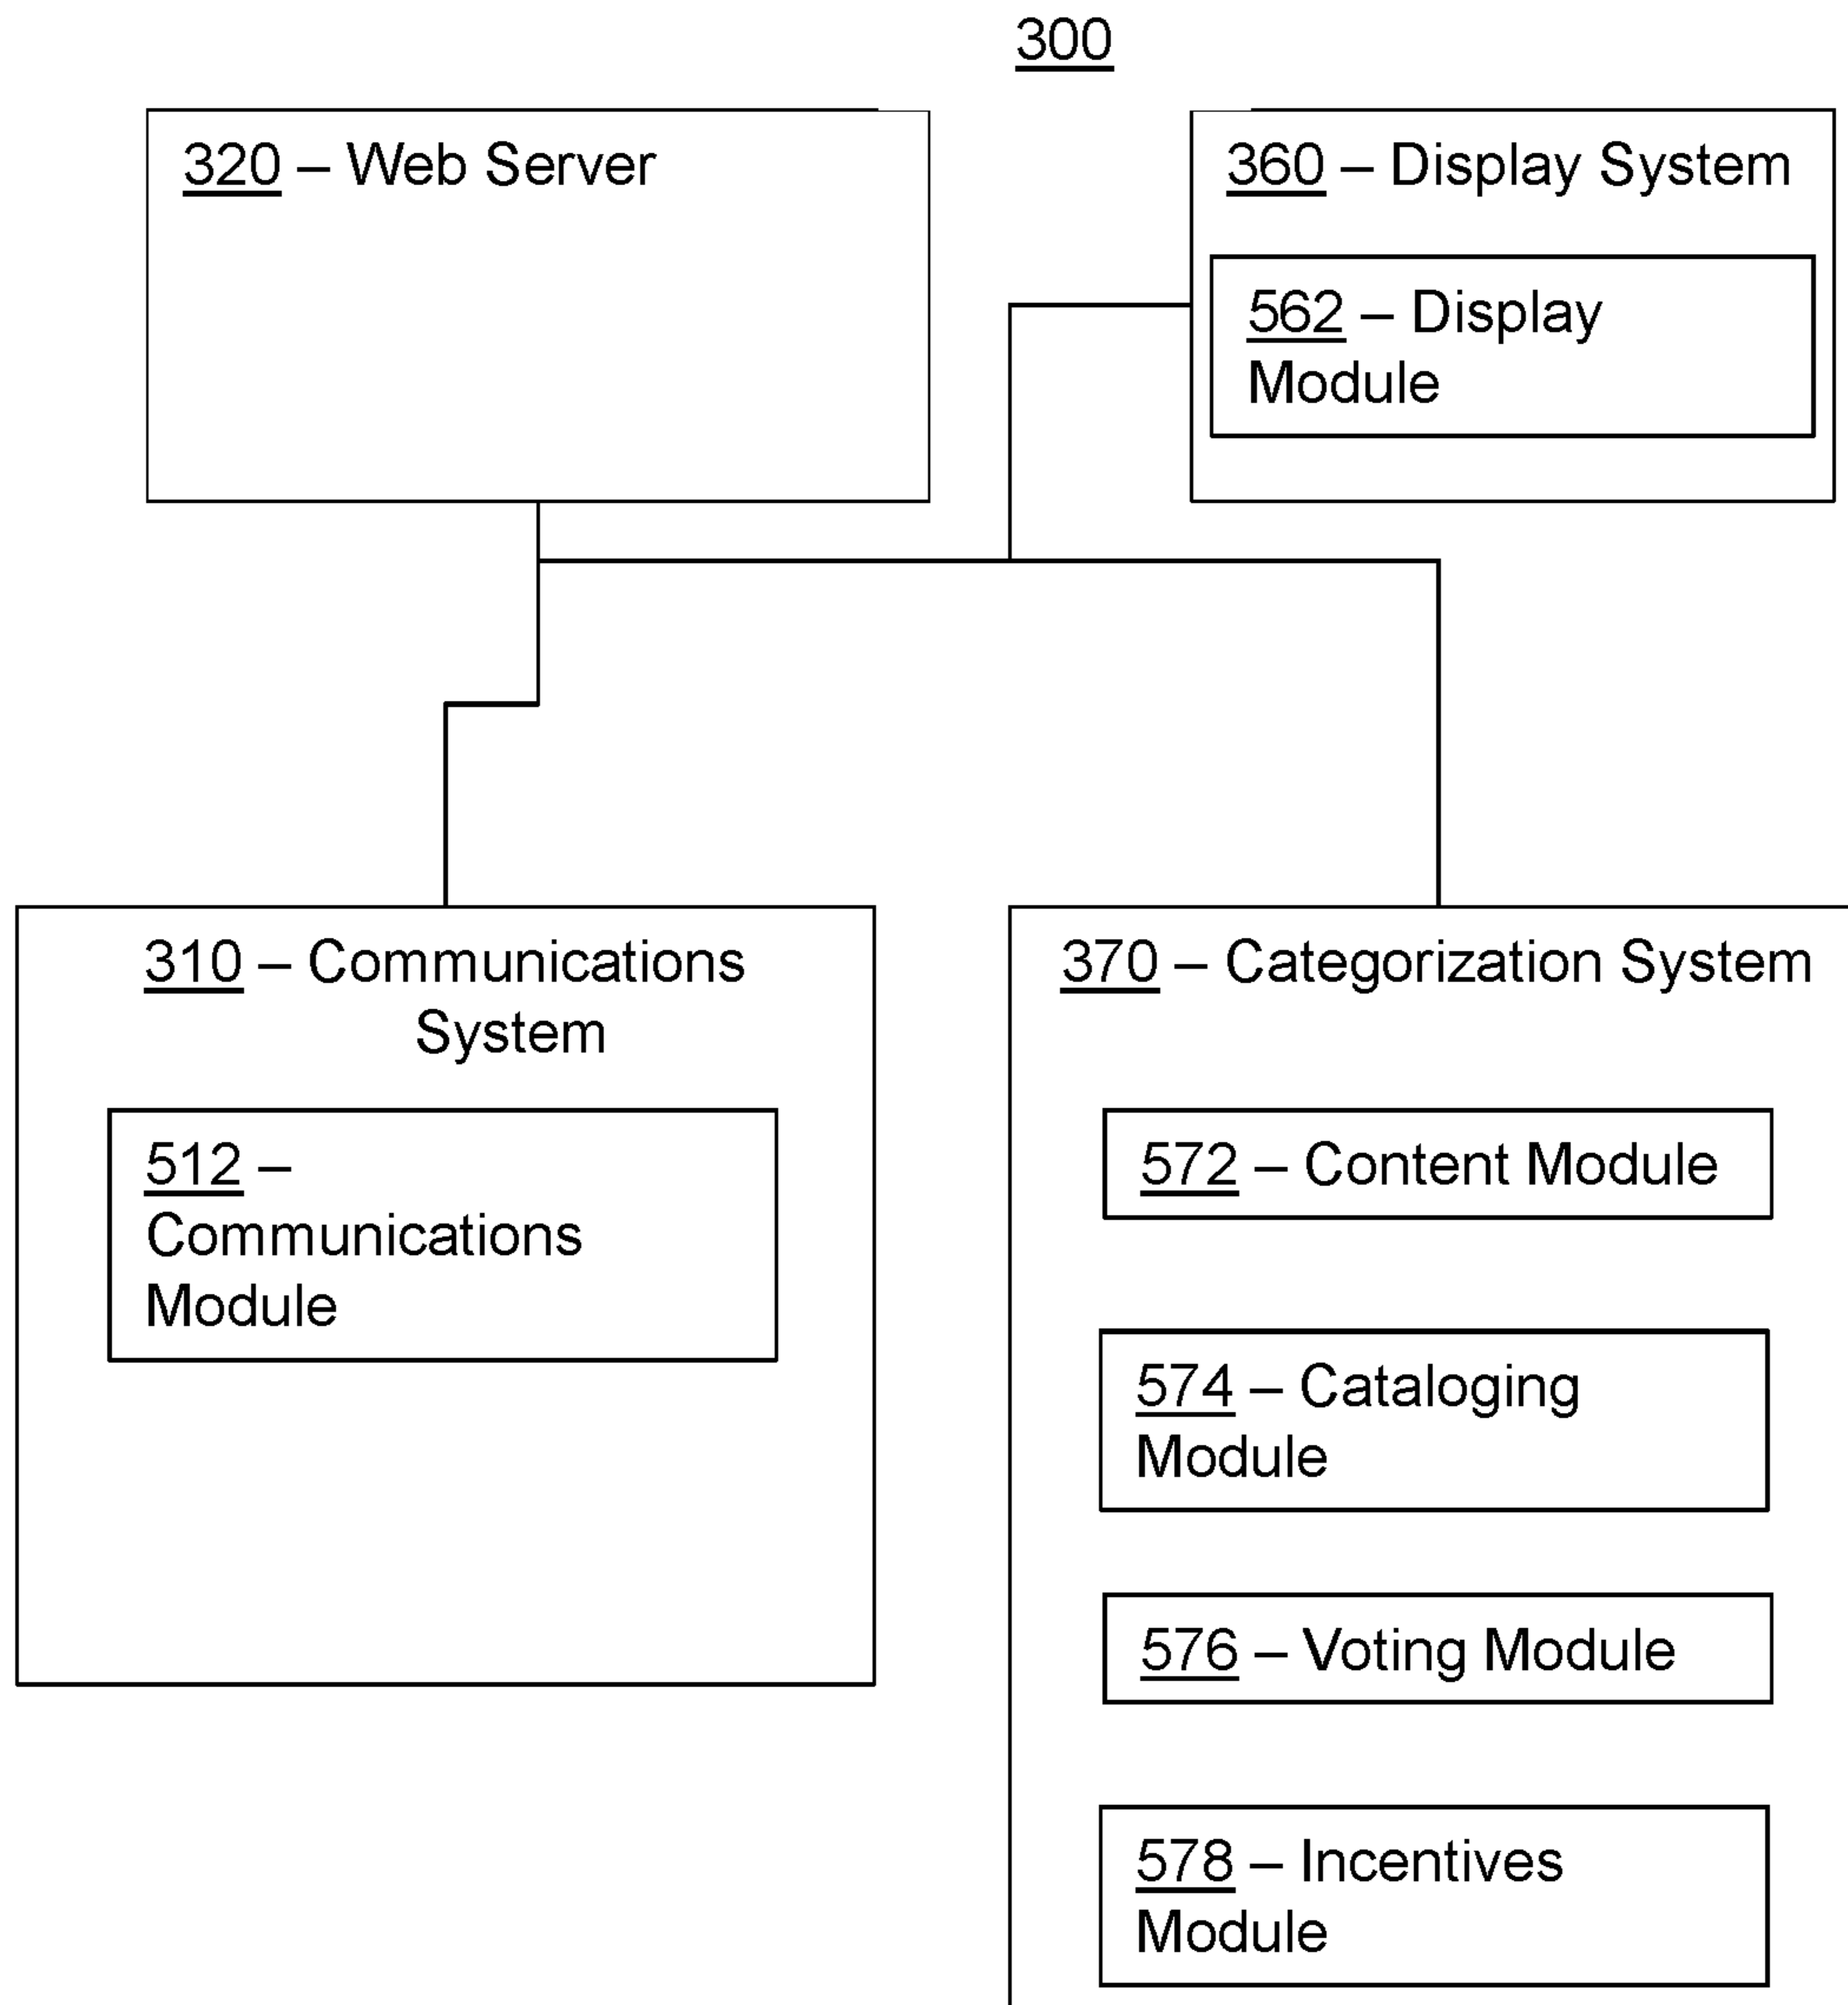 300
320 – Web Server
360 – Display System
562 – Display
Module
310 – Communications
System
512 –
Communications
Module
370 – Categorization System
572 – Content Module
574 – Cataloging
Module
576 – Voting Module
578 – Incentives
Module